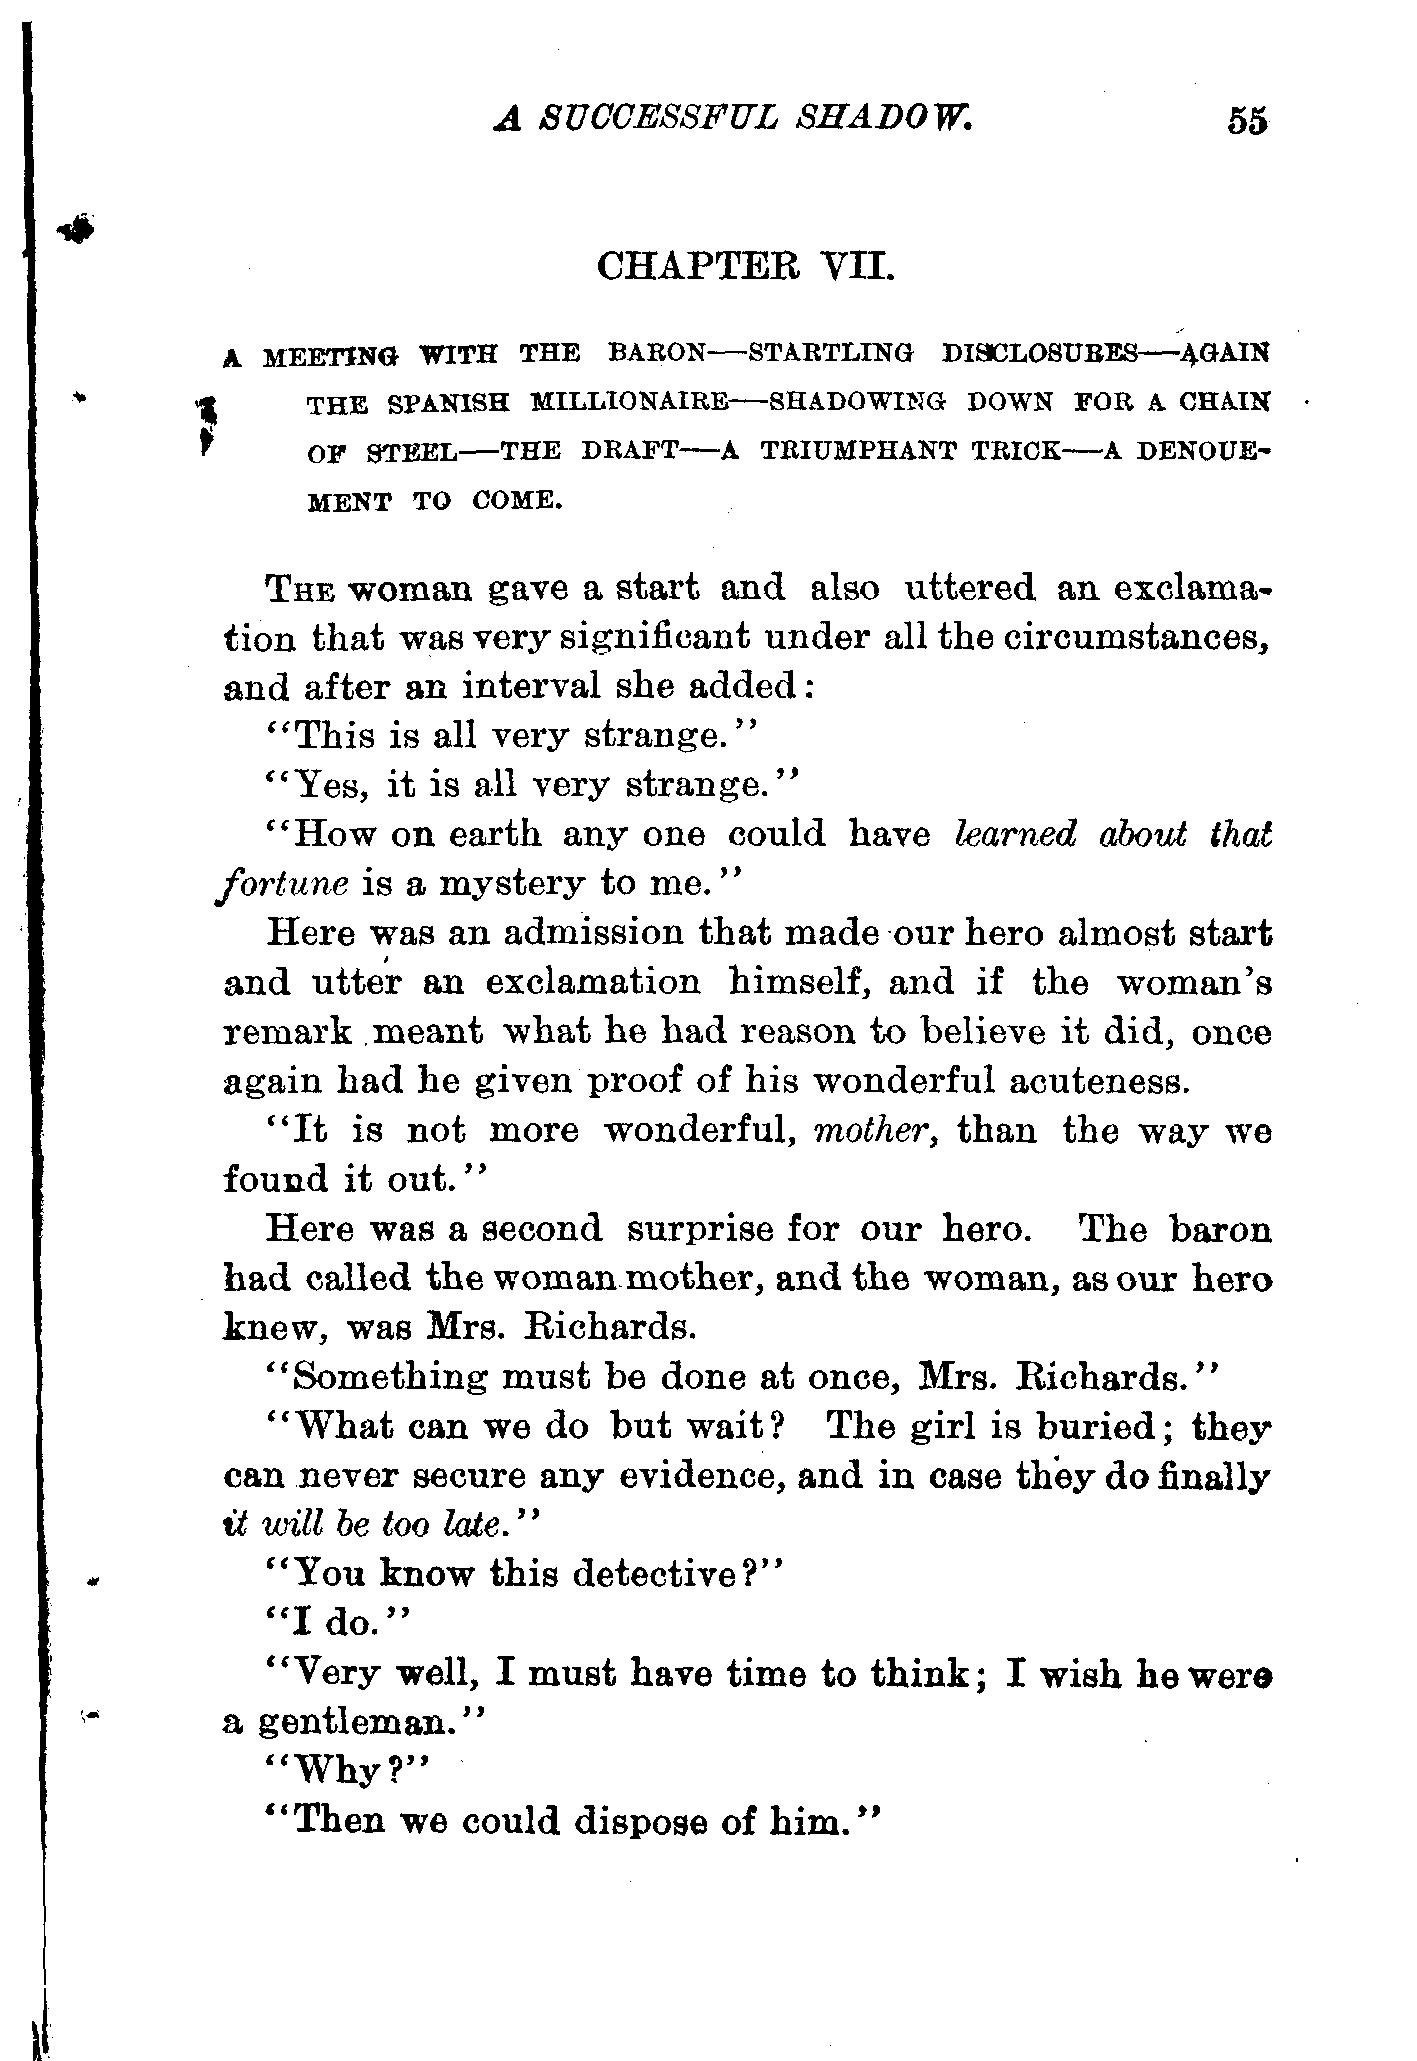 A SUCCESSFUL SHADOW. 55
CHAPTER VII.
A MEETING WITH THE BARON—STARTLING DISCLOSURES—AGAIN
THE SPANISH MILLIONAIRE—SHADOWING DOWN FOR A CHAIN
OF STEEL—THE DRAFT—A TRIUMPHANT TRICK—A DENOUE-
MENT TO COME.
THE woman gave a start and also uttered an exclama-
tion that was very significant under all the circumstances,
and after an interval she added:
"This is all very strange."
"Yes, it is all very strange."
"How on earth any one could have learned about that
fortune is a mystery to me."
Here was an admission that made our hero almost start
and utter an exclamation himself, and if the woman's
remark meant what he had reason to believe it did, once
again had he given proof of his wonderful acuteness.
"It is not more wonderful, mother, than the way we
found it out."
Here was a second surprise for our hero. The baron
had called the woman mother, and the woman, as our hero
knew, was Mrs. Richards.
"Something must be done at once, Mrs. Richards."
"What can we do but wait? The girl is buried; they
can never secure any evidence, and in case they do finally
it will be too late."
"You know this detective?"
"I do."
"Very well, I must have time to think; I wish he were
a gentleman."
"Why?"
"Then we could dispose of him."